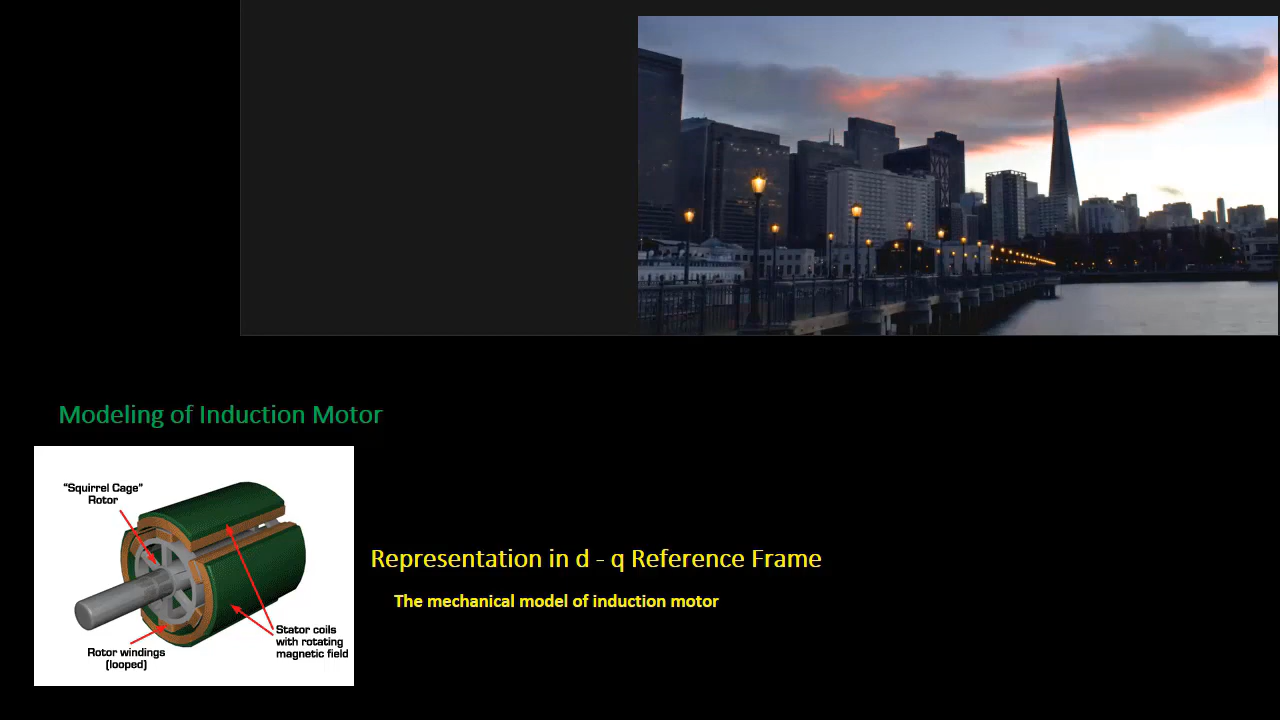 Modeling of Induction Motor
"Squirrel Cage"
Rotor
Representation in d - q Reference Frame
The mechanical model of induction motor
Stator coils
with rotating
magnetic field
Rotor windings
(looped)